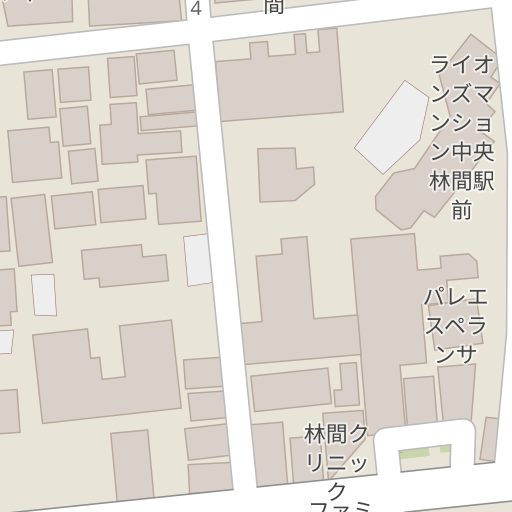 4
間
ライオ
ンズマ
ンショ
ン中央
林間駅
前
パレエ
スペラ
ンサ
林間ク
リニッ
ク
ファミ